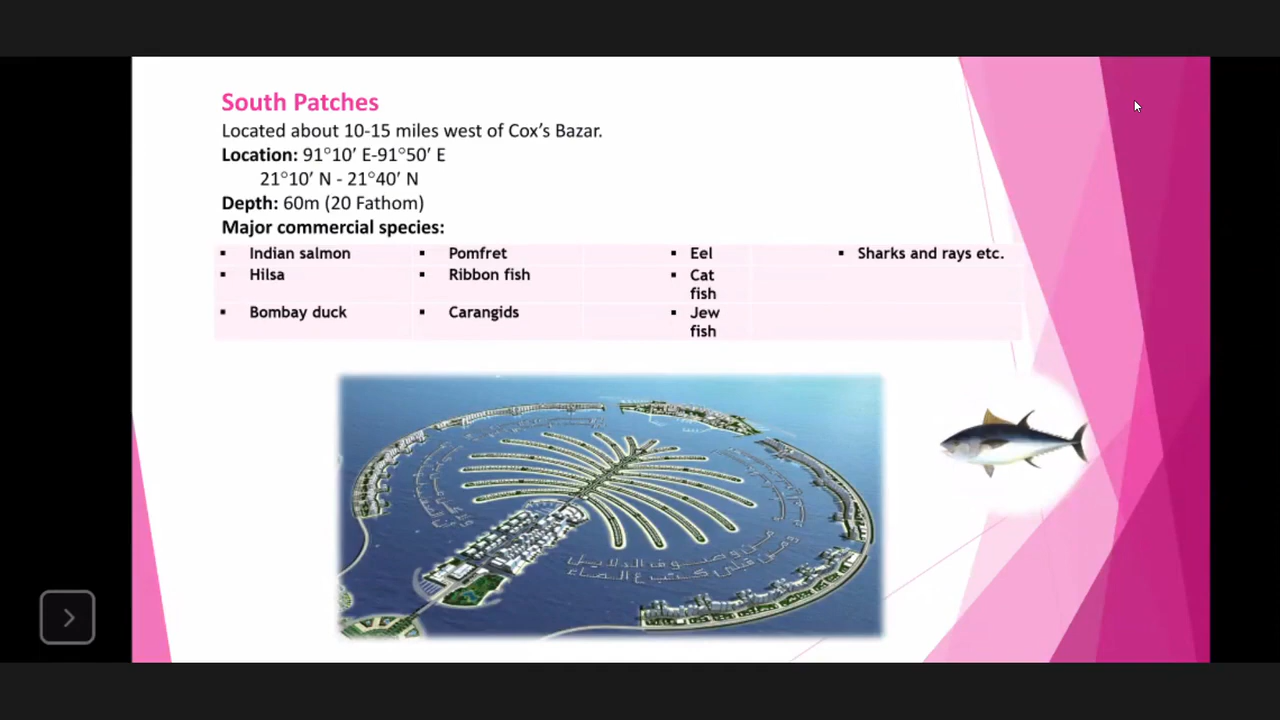 South Patches
Located about 10-15 miles west of Cox’s Bazar.
Location: 91°10’ E-91°50’ E
21°10’ N - 21°40’ N
Depth: 60m (20 Fathom)
Major commercial species:
▪ Indian salmon ▪ Pomfret ▪ Eel ▪ Sharks and rays etc.
▪ Hilsa ▪ Ribbon fish ▪ Cat
fish
▪ Bombay duck ▪ Carangids ▪ Jew
fish